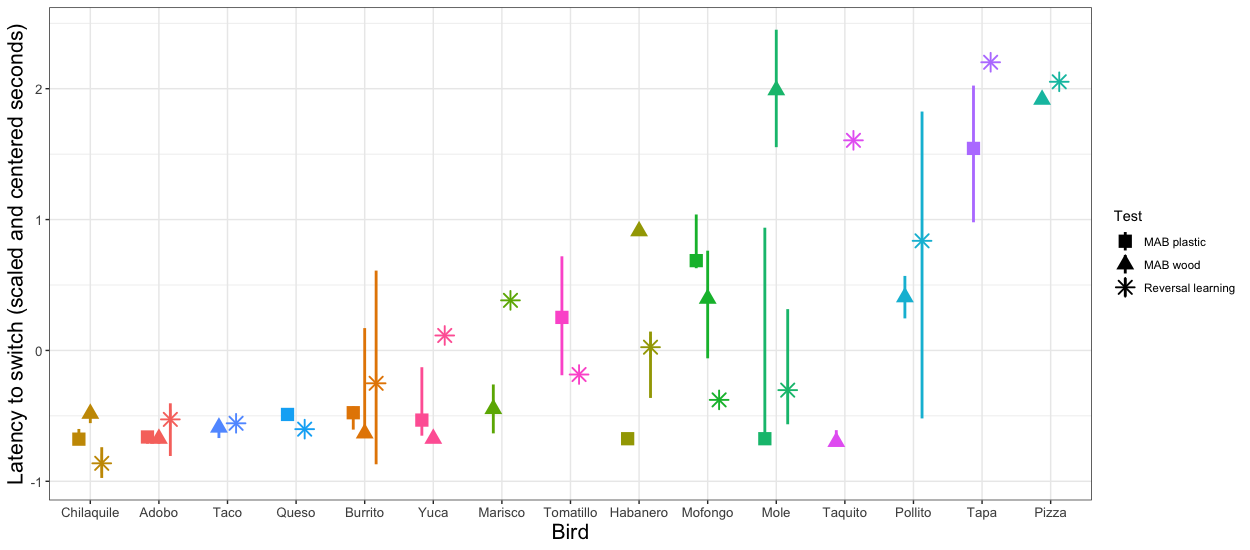 Latency to switch (scaled and centered seconds)
2
1
0
-1
Chilaquile Adobo Taco Queso Burrito Yuca Marisco Tomatillo Habanero Mofongo Mole Taquito Pollito Tapa Pizza
Bird
Test
MAB plastic
MAB wood
Reversal learning